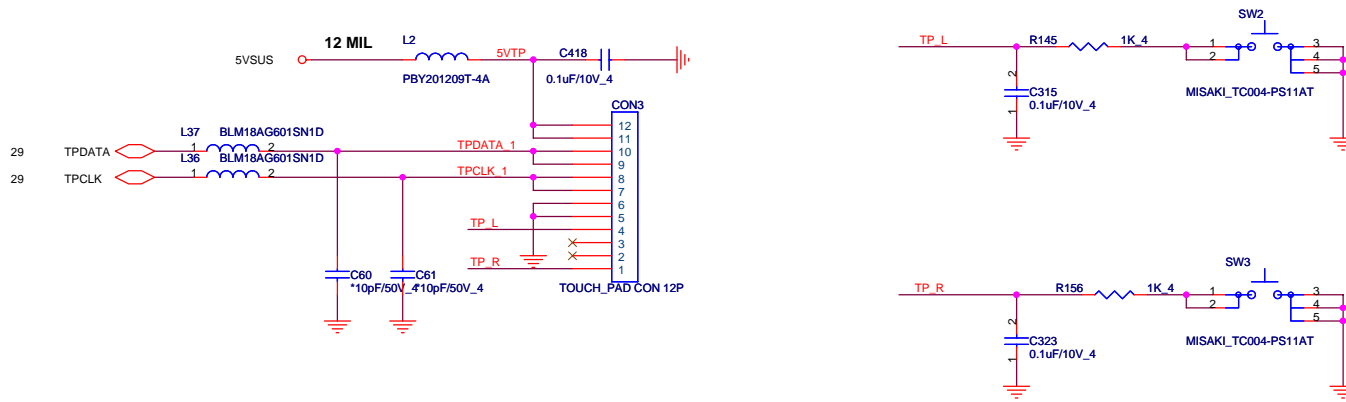 5VSUS
12 MIL
L2
PBY201209T-4A
5VTP
C418
0.1uF/10V_4
CON3
L37
BLM18AG601SN1D
29
TPDATA
1
2
TPDATA_1
L36
BLM18AG601SN1D
29
TPCLK
1
2
TPCLK_1
12
11
10
9
8
7
6
5
4
3
2
1
TP_L
TP_R
TOUCH_PAD CON 12P
C60
*10pF/50V_4
C61
*10pF/50V_4
TP_L
R145
1K_4
SW2
1
2
3
4
5
MISAKI_TC004-PS11AT
2
C315
0.1uF/10V_4
1
TP_R
R156
1K_4
SW3
1
2
3
4
5
MISAKI_TC004-PS11AT
2
C323
0.1uF/10V_4
1